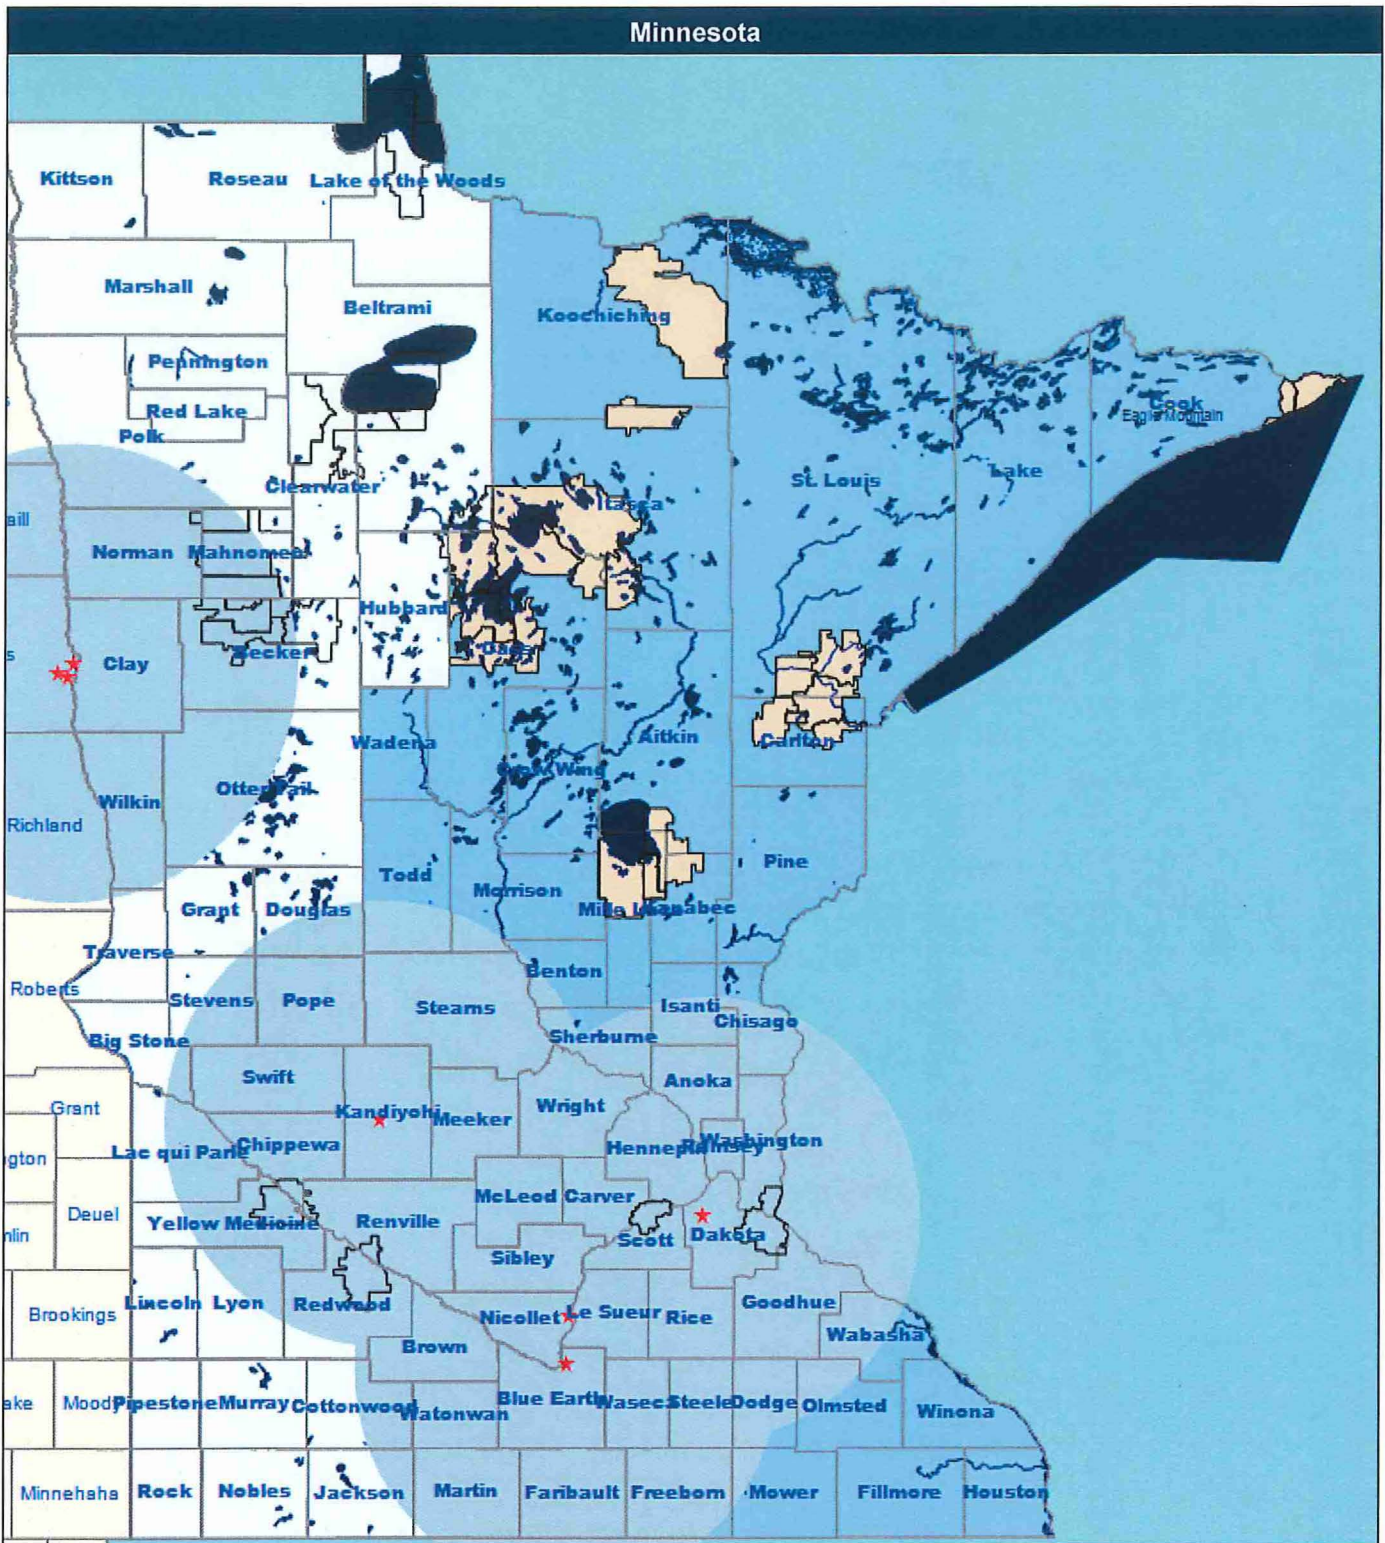 Minnesota
Kittson
Roseau
Lake of the Woods
Marshall
Beltrami
Koochiching
Pennington
Red Lake
Polk
Cook
Eagle Mountain
Clearwater
St. Louis
Lake
Itasca
aill
Norman
Mahnomen
Hubbard
s
Clay
Becker
Cass
Wadena
Aitkin
Carlton
Crow Wing
Otter Tail
Wilkin
Richland
Todd
Morrison
Pine
Grant
Douglas
Mille Lacs
Kanabec
Traverse
Roberts
Stevens
Pope
Stearns
Benton
Isanti
Chisago
Big Stone
Sherburne
Swift
Anoka
Grant
Kandiyohi
Meeker
Wright
ngton
Lac qui Parle
Chippewa
Hennepin
Ramsey
Washington
Deuel
McLeod
Carver
mlin
Yellow Medicine
Renville
Scott
Dakota
Sibley
Brookings
Lincoln
Lyon
Redwood
Nicollet
Le Sueur
Rice
Goodhue
Wabasha
Brown
ake
Moody
Pipestone
Murray
Cottonwood
Watonwan
Blue Earth
Waseca
Steele
Dodge
Olmsted
Winona
Minnehaha
Rock
Nobles
Jackson
Martin
Faribault
Freeborn
Mower
Fillmore
Houston